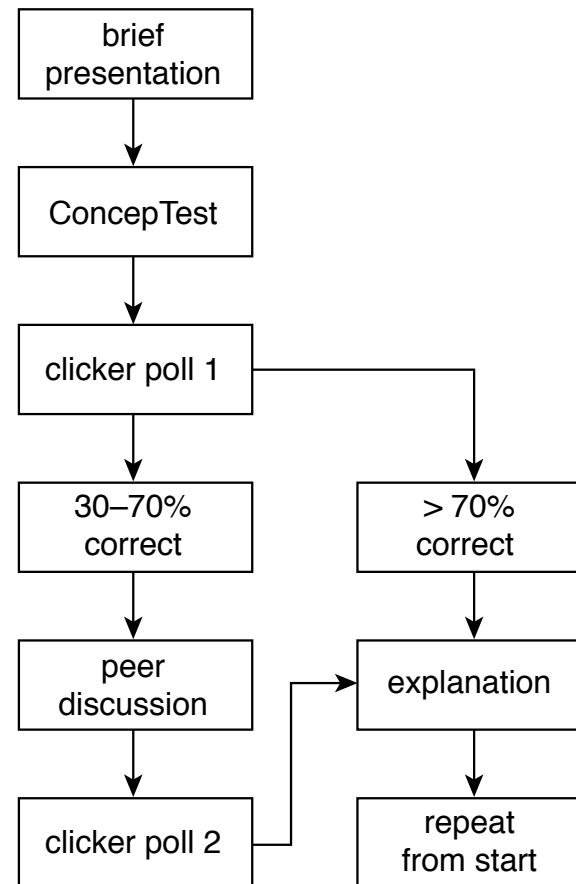 brief
presentation
ConcepTest
clicker poll 1
30–70%
correct
> 70%
correct
peer
discussion
explanation
clicker poll 2
repeat
from start